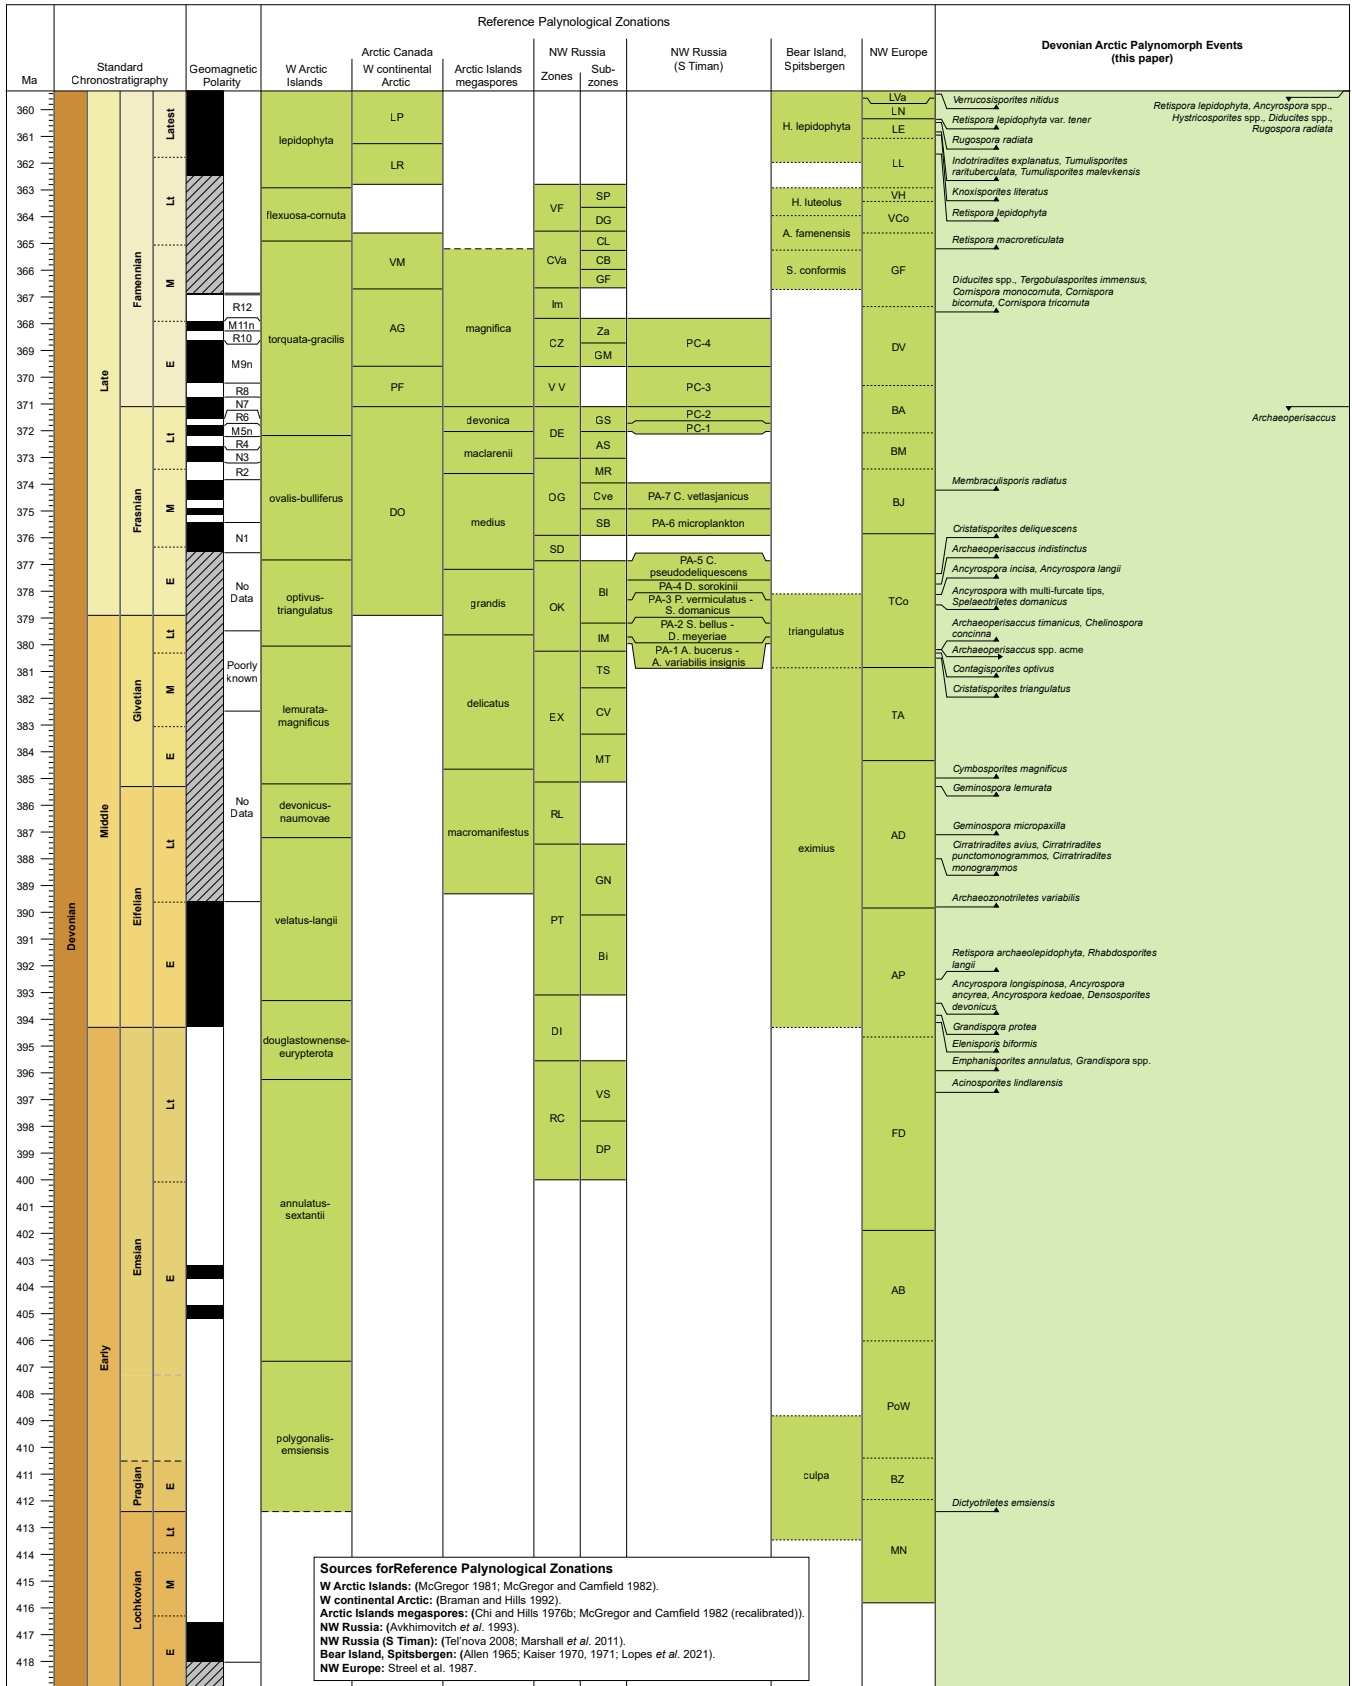 Reference Palynological Zonations
Devonian Arctic Palynomorph Events
(this paper)
Ma
Standard
Chronostratigraphy
Geomagnetic
Polarity
W Arctic
Islands
Arctic Canada
W continental
Arctic
Arctic Islands
megaspores
NW Russia
Zones
Sub-
zones
NW Russia
(S Timan)
Bear Island,
Spitsbergen
NW Europe
360
361
362
363
364
365
366
367
368
369
370
371
372
373
374
375
376
377
378
379
380
381
382
383
384
385
386
387
388
389
390
391
392
393
394
395
396
397
398
399
400
401
402
403
404
405
406
407
408
409
410
411
412
413
414
415
416
417
418
Devonian
Late
Middle
Early
Famennian
Frasnian
Givetian
Eifelian
Emsian
Pragian
Lochkovian
Latest
Lt
M
E
Lt
M
E
Lt
M
E
Lt
E
Lt
E
E
Lt
M
E
R12
M11n
R10
M9n
R8
N7
R6
M5n
R4
N3
R2
N1
No
Data
Poorly
known
No
Data
lepidophyta
flexuosa-cornuta
torquata-gracilis
ovalis-bulliferus
optivus-
triangulatus
lemurata-
magnificus
devonicus-
naumovae
velatus-langii
douglastownense-
eurypterota
annulatus-
sextantii
polygonalis-
emsiensis
LP
LR
VM
AG
PF
DO
magnifica
devonica
maclarenii
medius
grandis
delicatus
macromanifestus
VF
CVa
Im
CZ
V V
DE
OG
SD
OK
EX
RL
PT
DI
RC
SP
DG
CL
CB
GF
Za
GM
GS
AS
MR
Cve
SB
BI
IM
TS
CV
MT
GN
Bi
VS
DP
PC-4
PC-3
PC-2
PC-1
PA-7 C. vetlasjanicus
PA-6 microplankton
PA-5 C.
pseudodeliquescens
PA-4 D. sorokinii
PA-3 P. vermiculatus -
S. domanicus
PA-2 S. bellus -
D. meyeriae
PA-1 A. bucerus -
A. variabilis insignis
H. lepidophyta
H. luteolus
A. famenensis
S. conformis
triangulatus
eximius
culpa
LVa
LN
LE
LL
VH
VCo
GF
DV
BA
BM
BJ
TCo
TA
AD
AP
FD
AB
PoW
BZ
MN
Verrucosisporites nitidus
Retispora lepidophyta, Ancyrospora spp.,
Hystricosporites spp., Diducites spp.,
Rugospora radiata
Retispora lepidophyta var. tener
Rugospora radiata
Indotriradites explanatus, Tumulisporites
rarituberculata, Tumulisporites malevkensis
Knoxisporites literatus
Retispora lepidophyta
Retispora macroreticulata
Diducites spp., Tergobulasporites immensus,
Cornispora monocornuta, Cornispora
bicornuta, Cornispora tricornuta
Archaeoperisaccus
Membraculisporis radiatus
Cristatisporites deliquescens
Archaeoperisaccus indistinctus
Ancyrospora incisa, Ancyrospora langii
Ancyrospora with multi-furcate tips,
Spelaeotriletes domanicus
Archaeoperisaccus timanicus, Chelinospora
concinna
Archaeoperisaccus spp. acme
Contagisporites optivus
Cristatisporites triangulatus
Cymbosporites magnificus
Geminospora lemurata
Geminospora micropaxilla
Cirratriradites avius, Cirratriradites
punctomonogrammos, Cirratriradites
monogrammos
Archaeozonotriletes variabilis
Retispora archaeolepidophyta, Rhabdosporites
langii
Ancyrospora longispinosa, Ancyrospora
ancyrea, Ancyrospora kedoae, Densosporites
devonicus
Grandispora protea
Elenisporis biformis
Emphanisporites annulatus, Grandispora spp.
Acinosporites lindlarensis
Dictyotriletes emsiensis
Sources forReference Palynological Zonations
W Arctic Islands: (McGregor 1981; McGregor and Camfield 1982).
W continental Arctic: (Braman and Hills 1992).
Arctic Islands megaspores: (Chi and Hills 1976b; McGregor and Camfield 1982 (recalibrated)).
NW Russia: (Avkhimovitch et al. 1993).
NW Russia (S Timan): (Tel'nova 2008; Marshall et al. 2011).
Bear Island, Spitsbergen: (Allen 1965; Kaiser 1970, 1971; Lopes et al. 2021).
NW Europe: Streel et al. 1987.